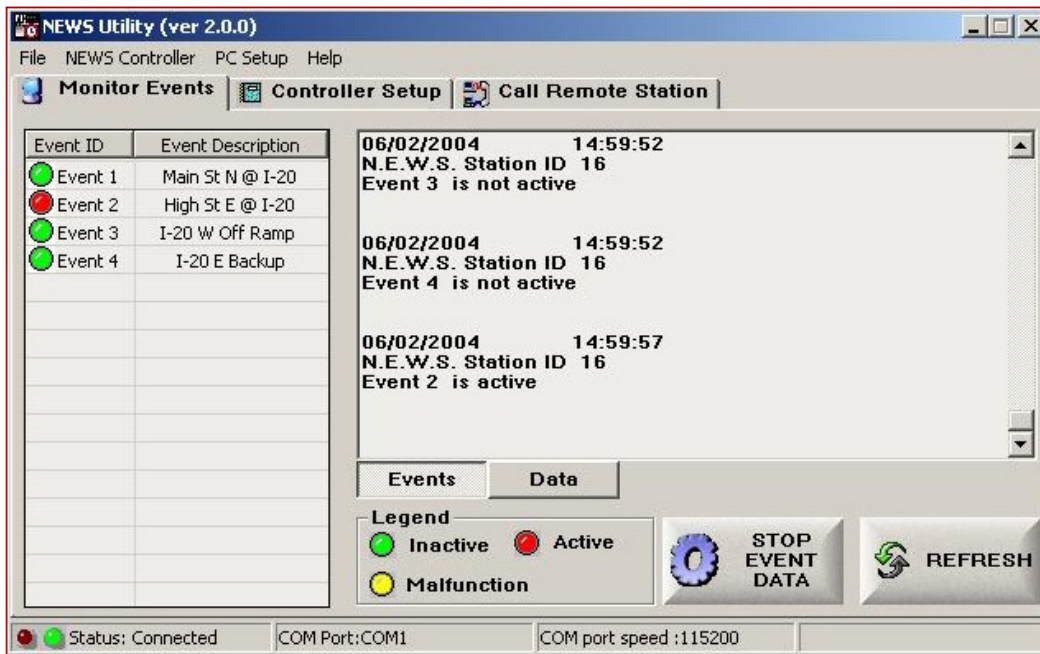 NEWS Utility (ver 2.0.0)
File NEWS Controller PC Setup Help
Monitor Events Controller Setup Call Remote Station
Event ID Event Description
Event 1 Main St N @ I-20
Event 2 High St E @ I-20
Event 3 I-20 W Off Ramp
Event 4 I-20 E Backup
06/02/2004 14:59:52
N.E.W.S. Station ID 16
Event 3 is not active
06/02/2004 14:59:52
N.E.W.S. Station ID 16
Event 4 is not active
06/02/2004 14:59:57
N.E.W.S. Station ID 16
Event 2 is active
Events Data
Legend
Inactive Active
Malfunction
STOP
EVENT
DATA
REFRESH
Status: Connected COM Port:COM1 COM port speed :115200